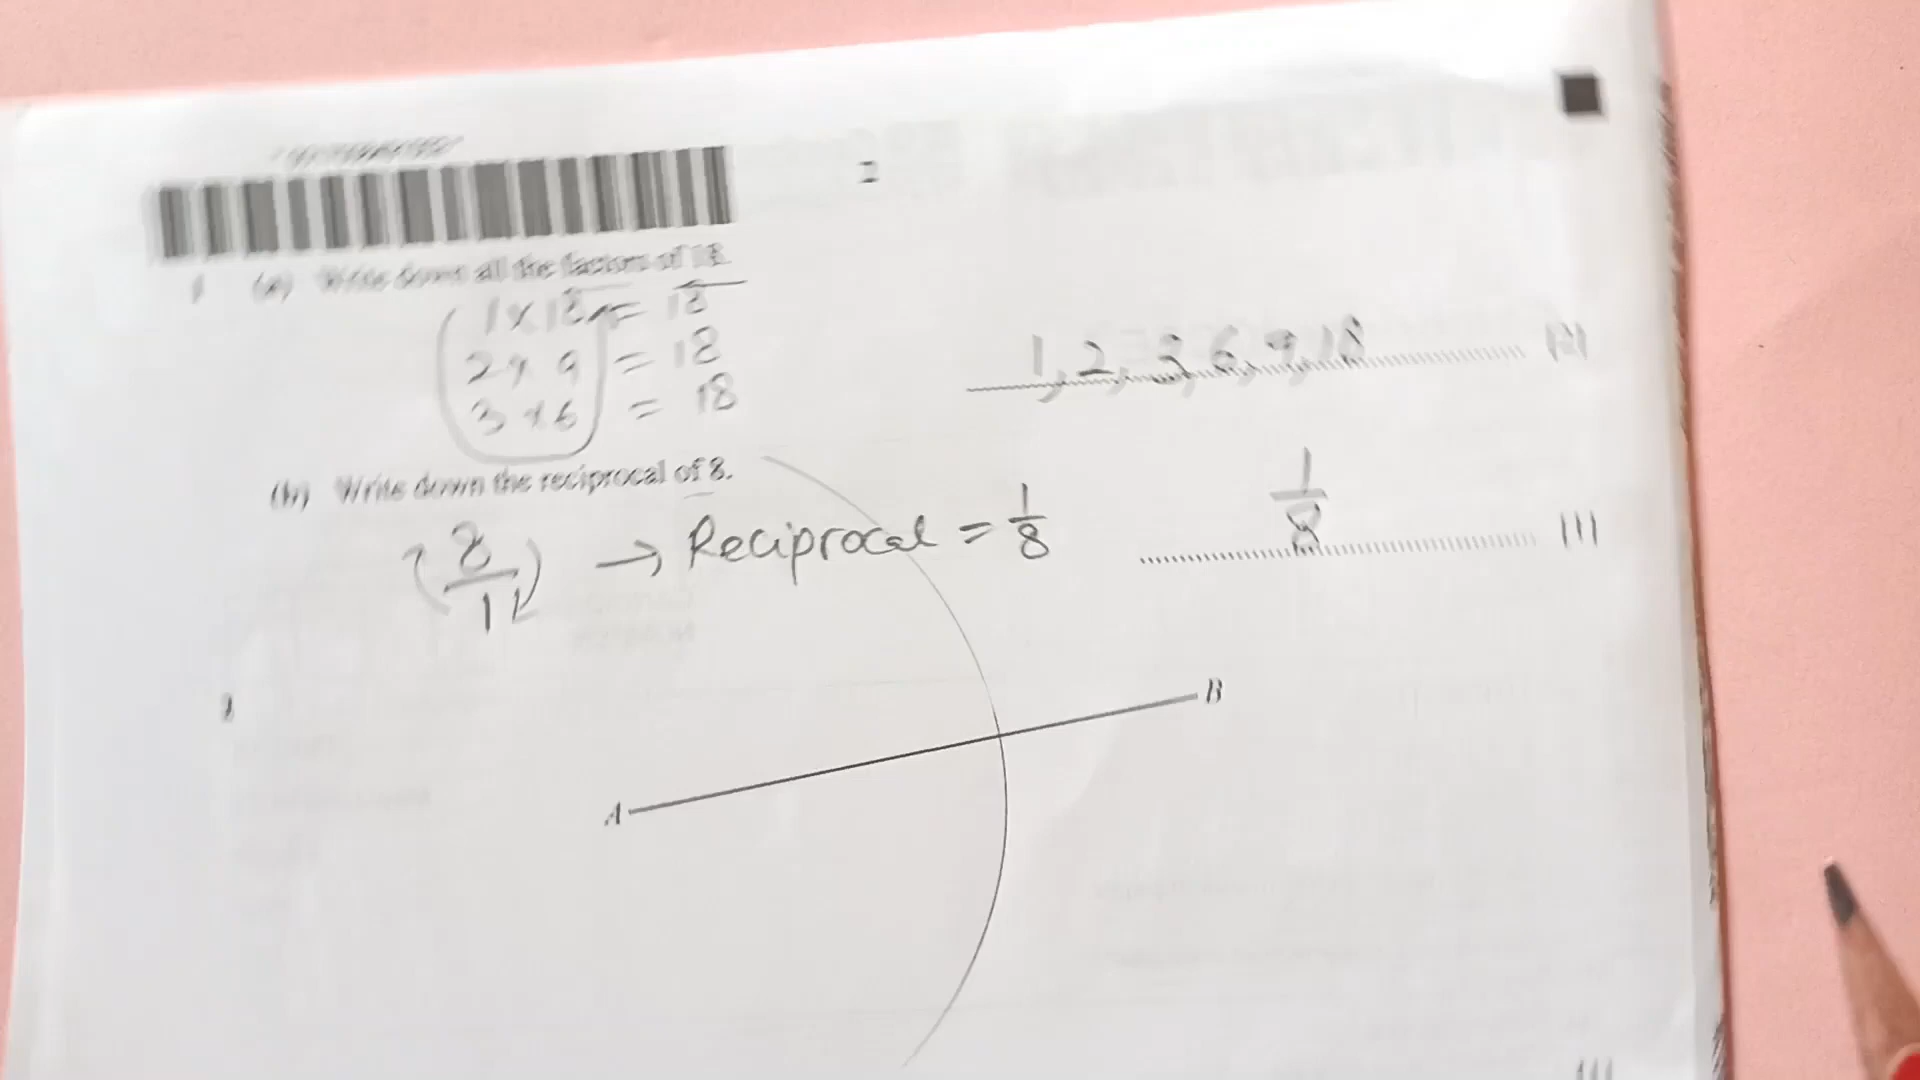 2
1 (a) Write down all the factors of 18.
1 x 18 = 18
2 x 9 = 18
3 x 6 = 18
1, 2, 3, 6, 9, 18
(b) Write down the reciprocal of 8.
8/1 → Reciprocal = 1/8
1/8
[1]
A
B